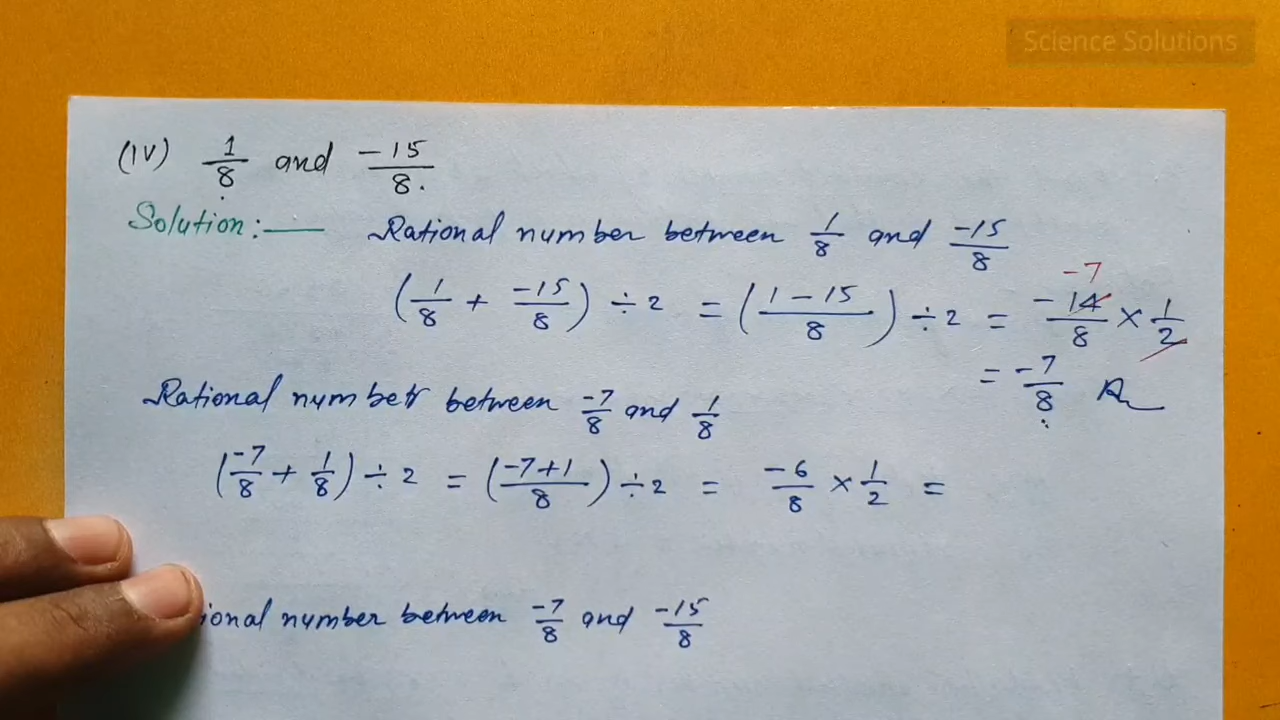 Science Solutions
(IV) 1/8 and -15/8.
Solution:— Rational number between 1/8 and -15/8
(1/8 + -15/8) ÷ 2 = (1-15/8) ÷ 2 = -14/8 × 1/2
-7
= -7/8
Rational number between -7/8 and 1/8
(-7/8 + 1/8) ÷ 2 = (-7+1/8) ÷ 2 = -6/8 × 1/2 =
ional number between -7/8 and -15/8